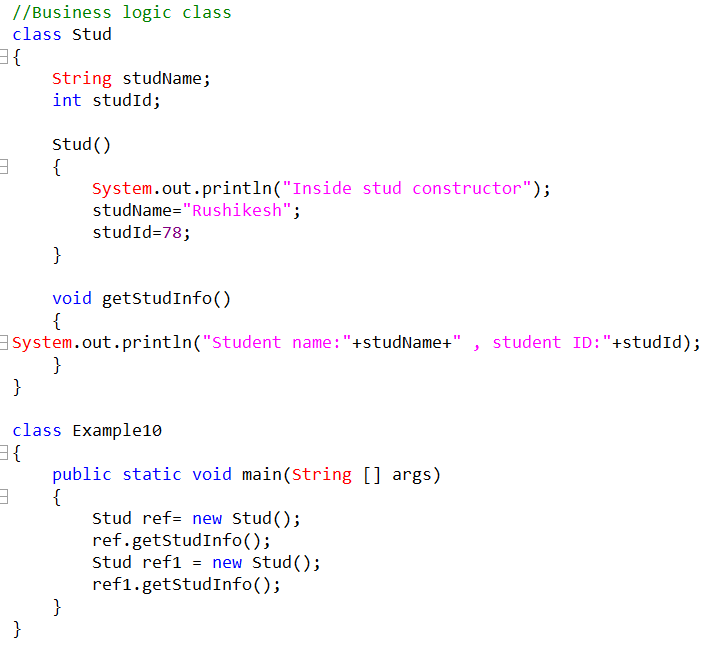 //Business logic class
class Stud
{
    String studName;
    int studId;

    Stud()
    {
        System.out.println("Inside stud constructor");
        studName="Rushikesh";
        studId=78;
    }

    void getStudInfo()
    {
System.out.println("Student name:"+studName+" , student ID:"+studId);
    }
}

class Example10
{
    public static void main(String [] args)
    {
        Stud ref= new Stud();
        ref.getStudInfo();
        Stud ref1 = new Stud();
        ref1.getStudInfo();
    }
}